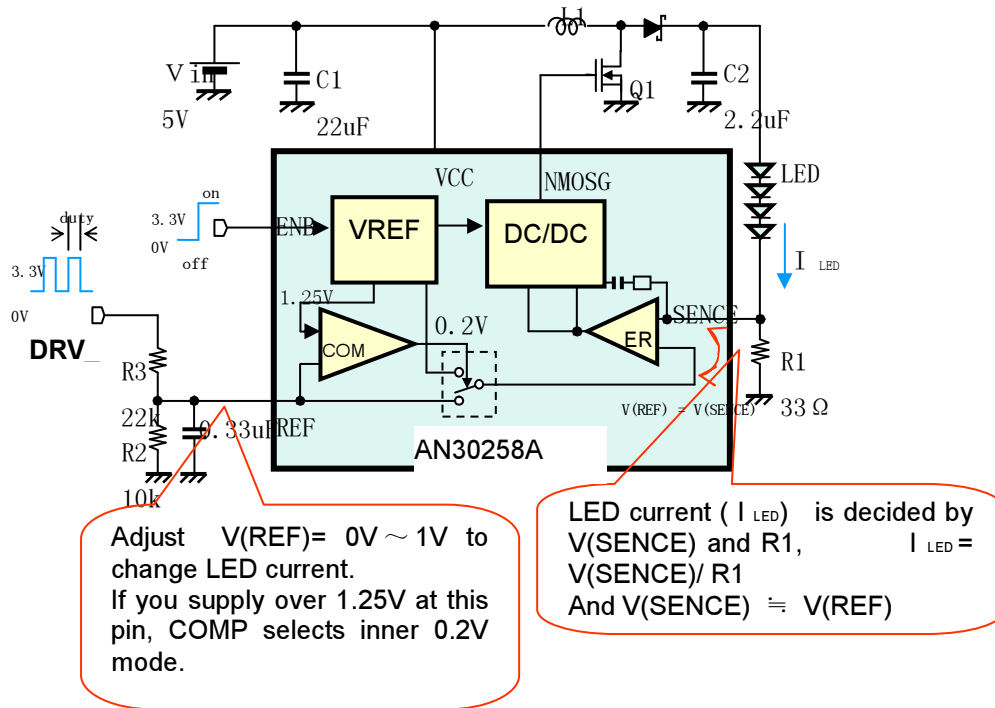 L1
Vin
5V
C1
22uF
Q1
C2
2.2uF
LED
I LED
VCC
NMOSG
on
3.3V
0V
off
ENB
VREF
DC/DC
duty
3.3V
0V
DRV_
1.25V
COM
0.2V
ER
SENCE
R1
33Ω
V(REF) = V(SENCE)
R3
22k
R2
10k
0.33uF
REF
AN30258A
Adjust V(REF)= 0V ～ 1V to
change LED current.
If you supply over 1.25V at this
pin, COMP selects inner 0.2V
mode.
LED current ( I LED) is decided by
V(SENCE) and R1, I LED =
V(SENCE)/ R1
And V(SENCE) ≒ V(REF)